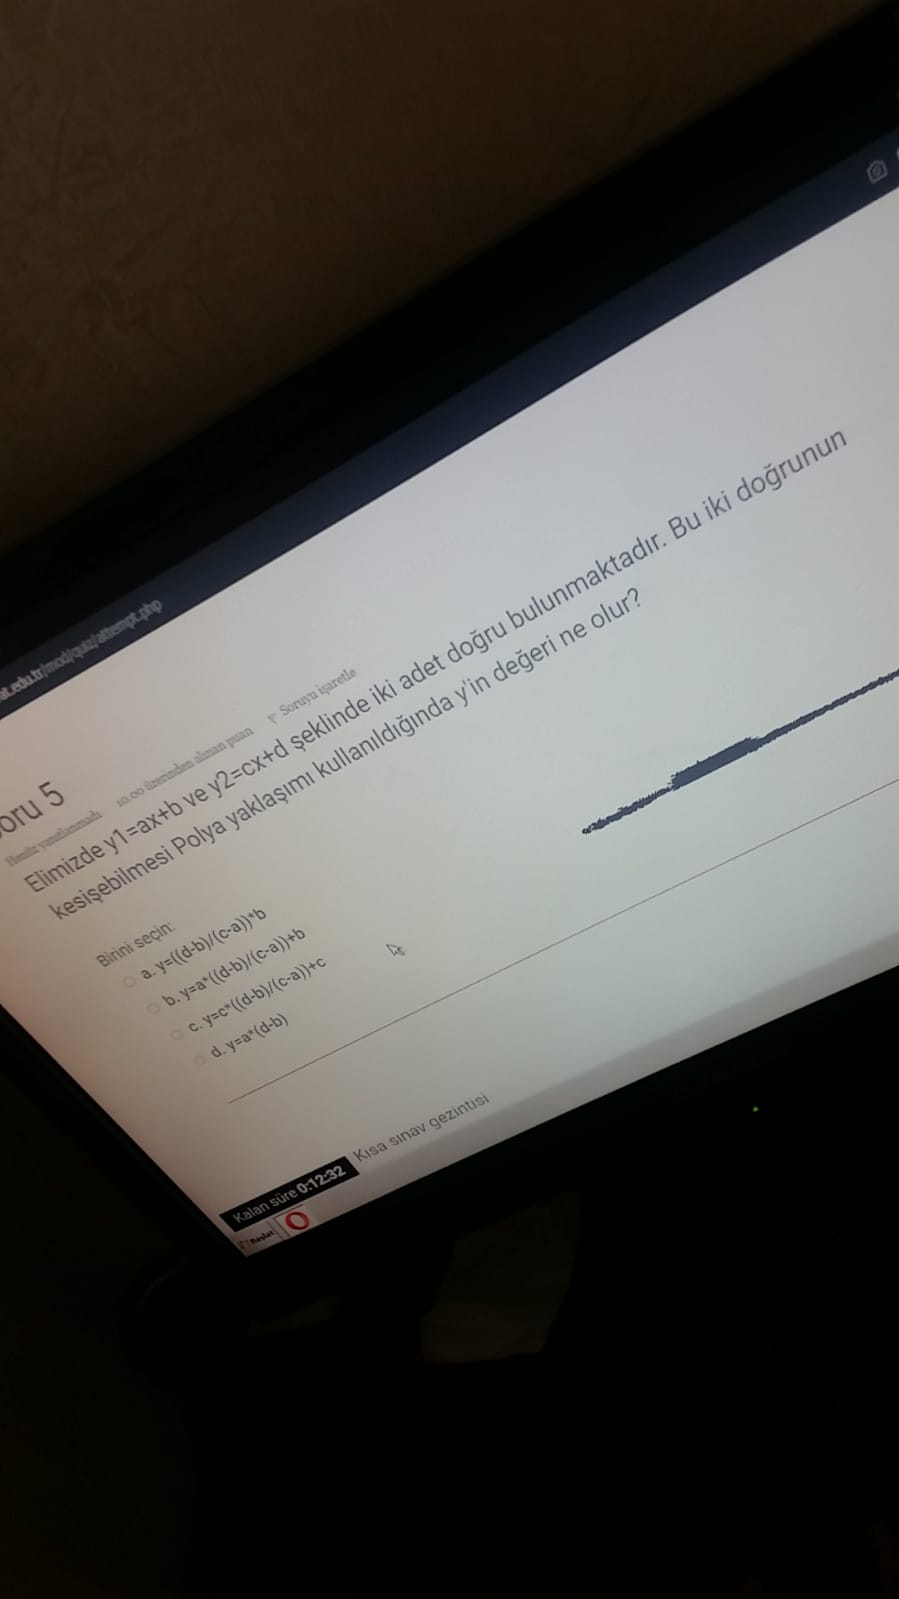 at.edu.tr/mod/quiz/attempt.php
oru 5
Henüz yanıtlanmadı 10,00 üzerinden alınan puan Soruyu işaretle
Elimizde y1=ax+b ve y2=cx+d şeklinde iki adet doğru bulunmaktadır. Bu iki doğrunun
kesişebilmesi Polya yaklaşımı kullanıldığında y'in değeri ne olur?
Birini seçin:
a. y=((d-b)/(c-a))*b
b. y=a*((d-b)/(c-a))+b
c. y=c*((d-b)/(c-a))+c
d. y=a*(d-b)
Kısa sınav gezintisi
Kalan süre 0:12:32
Başlat